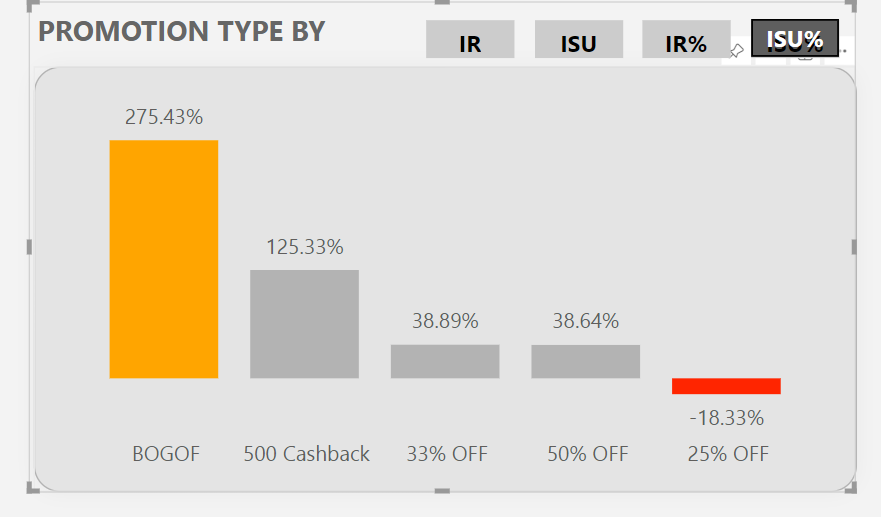 PROMOTION TYPE BY
IR
ISU
IR%
ISU%
275.43%
125.33%
38.89%
38.64%
-18.33%
BOGOF
500 Cashback
33% OFF
50% OFF
25% OFF